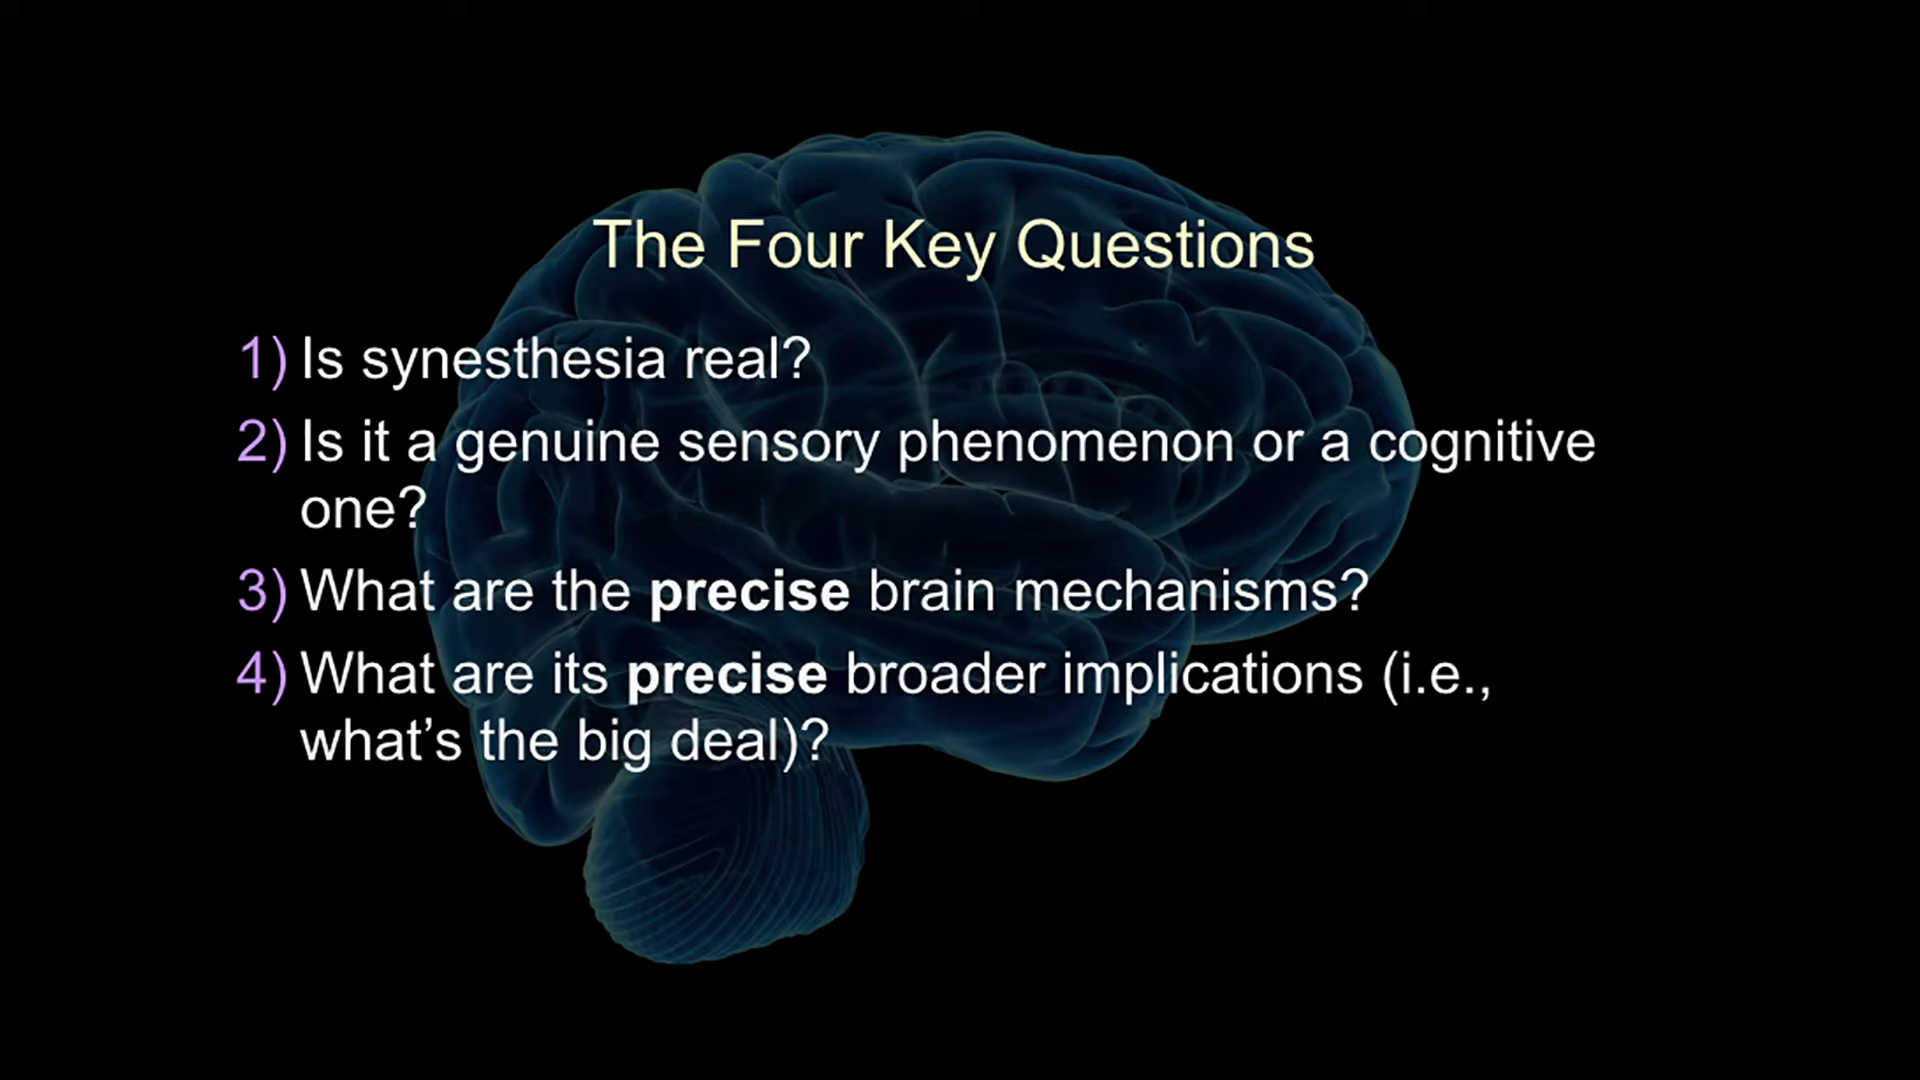 The Four Key Questions
1) Is synesthesia real?
2) Is it a genuine sensory phenomenon or a cognitive
one?
3) What are the precise brain mechanisms?
4) What are its precise broader implications (i.e.,
what’s the big deal)?